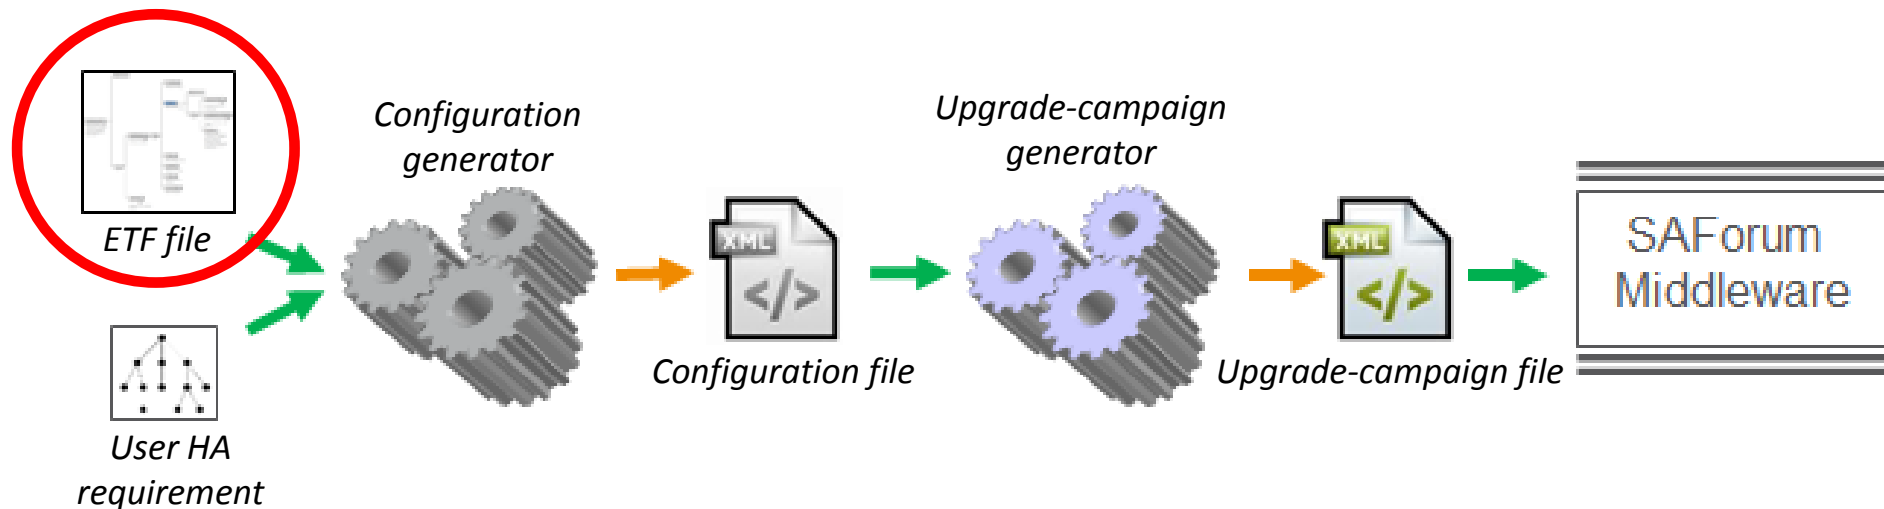 ETF file
User HA
requirement
Configuration
generator
XML
</>
Configuration file
Upgrade-campaign
generator
XML
</>
Upgrade-campaign file
SAForum
Middleware